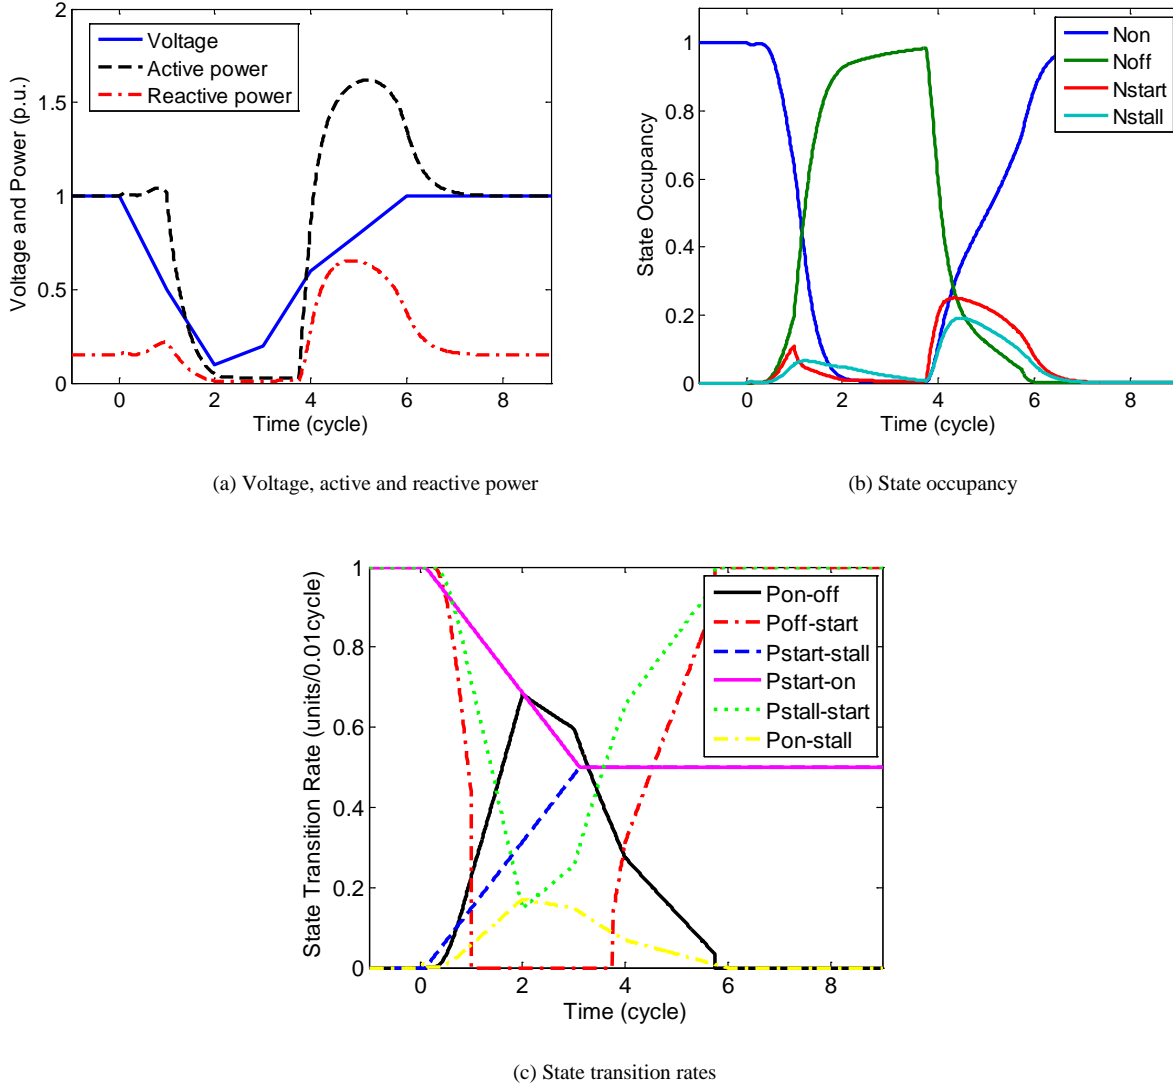 2
1.5
1
0.5
0
0
2
4
6
8
Voltage and Power (p.u.)
Time (cycle)
Voltage
Active power
Reactive power
(a) Voltage, active and reactive power
1
0.8
0.6
0.4
0.2
0
0
2
4
6
8
State Occupancy
Time (cycle)
Non
Noff
Nstart
Nstall
(b) State occupancy
1
0.8
0.6
0.4
0.2
0
0
2
4
6
8
State Transition Rate (units/0.01cycle)
Time (cycle)
Pon-off
Poff-start
Pstart-stall
Pstart-on
Pstall-start
Pon-stall
(c) State transition rates